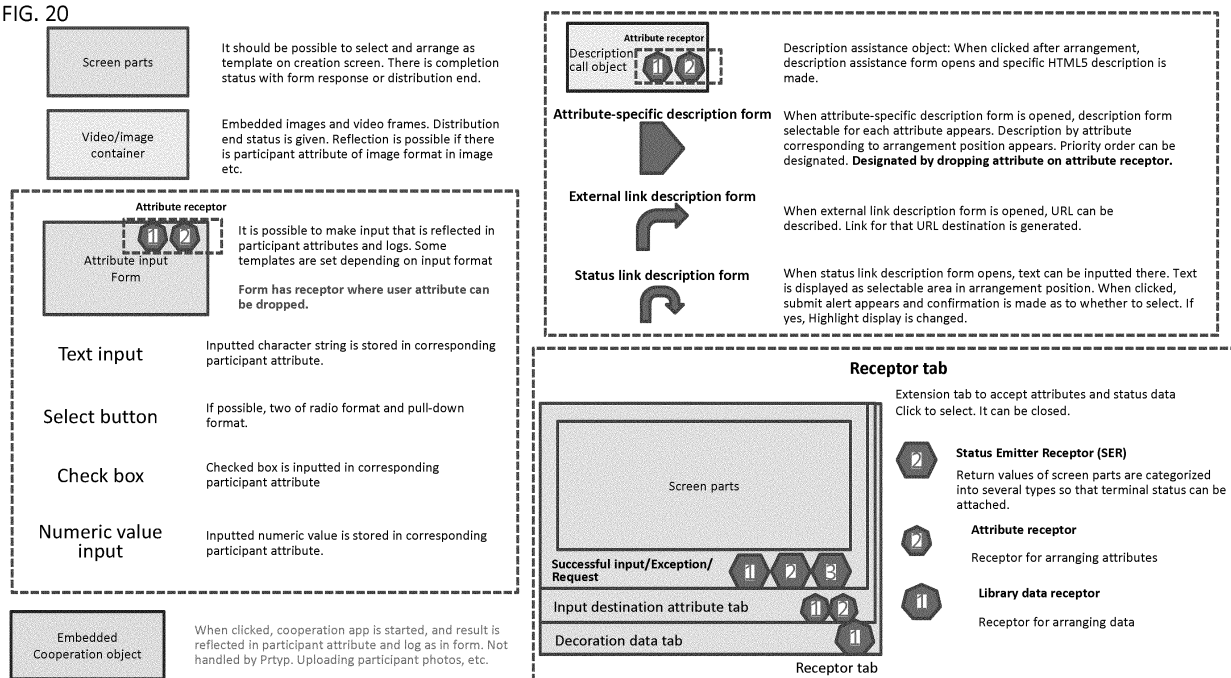 FIG. 20
Screen parts
It should be possible to select and arrange as
template on creation screen. There is completion
status with form response or distribution end.
Video/image
container
Embedded images and video frames. Distribution
end status is given. Reflection is possible if there
is participant attribute of image format in image
etc.
Attribute receptor
1 2
Attribute input
Form
It is possible to make input that is reflected in
participant attributes and logs. Some
templates are set depending on input format
Form has receptor where user attribute can
be dropped.
Text input
Inputted character string is stored in corresponding
participant attribute.
Select button
If possible, two of radio format and pull-down
format.
Check box
Checked box is inputted in corresponding
participant attribute
Numeric value
input
Inputted numeric value is stored in corresponding
participant attribute.
Embedded
Cooperation object
When clicked, cooperation app is started, and result is
reflected in participant attribute and log as in form. Not
handled by Prtyp. Uploading participant photos, etc.
Attribute receptor
Description
call object
1 2
Description assistance object: When clicked after arrangement,
description assistance form opens and specific HTML5 description is
made.
Attribute-specific description form
When attribute-specific description form is opened, description form
selectable for each attribute appears. Description by attribute
corresponding to arrangement position appears. Priority order can be
designated. Designated by dropping attribute on attribute receptor.
External link description form
When external link description form is opened, URL can be
described. Link for that URL destination is generated.
Status link description form
When status link description form opens, text can be inputted there. Text
is displayed as selectable area in arrangement position. When clicked,
submit alert appears and confirmation is made as to whether to select. If
yes, Highlight display is changed.
Receptor tab
Screen parts
Successful input/Exception/
Request
1 2 3
Input destination attribute tab
1 2
Decoration data tab
1
Receptor tab
Extension tab to accept attributes and status data
Click to select. It can be closed.
2
Status Emitter Receptor (SER)
Return values of screen parts are categorized
into several types so that terminal status can be
attached.
2
Attribute receptor
Receptor for arranging attributes
1
Library data receptor
Receptor for arranging data